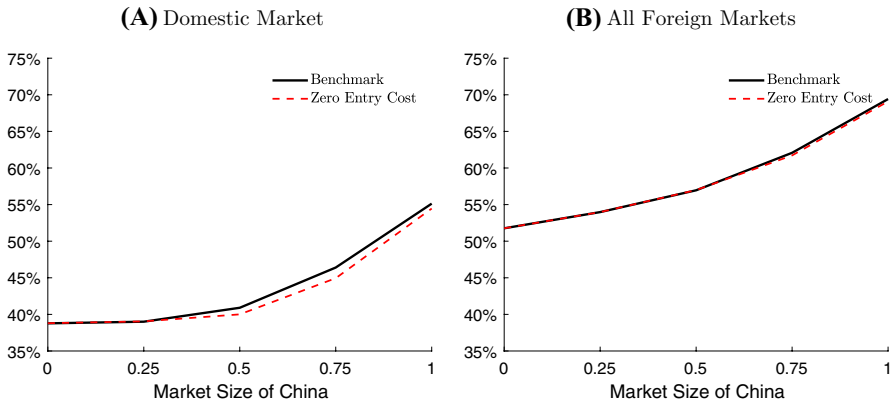 (A) Domestic Market
75%
70%
65%
60%
55%
50%
45%
40%
35%
Benchmark
Zero Entry Cost
0 0.25 0.5 0.75 1
Market Size of China
(B) All Foreign Markets
75%
70%
65%
60%
55%
50%
45%
40%
35%
Benchmark
Zero Entry Cost
0 0.25 0.5 0.75 1
Market Size of China